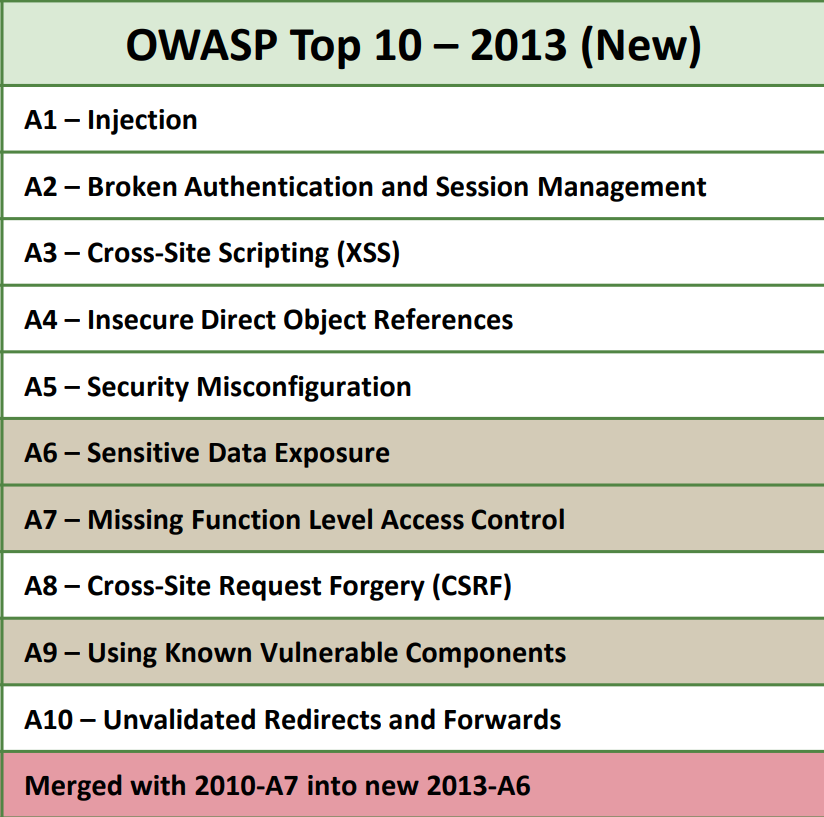 OWASP Top 10 – 2013 (New)
A1 – Injection
A2 – Broken Authentication and Session Management
A3 – Cross-Site Scripting (XSS)
A4 – Insecure Direct Object References
A5 – Security Misconfiguration
A6 – Sensitive Data Exposure
A7 – Missing Function Level Access Control
A8 – Cross-Site Request Forgery (CSRF)
A9 – Using Known Vulnerable Components
A10 – Unvalidated Redirects and Forwards
Merged with 2010-A7 into new 2013-A6